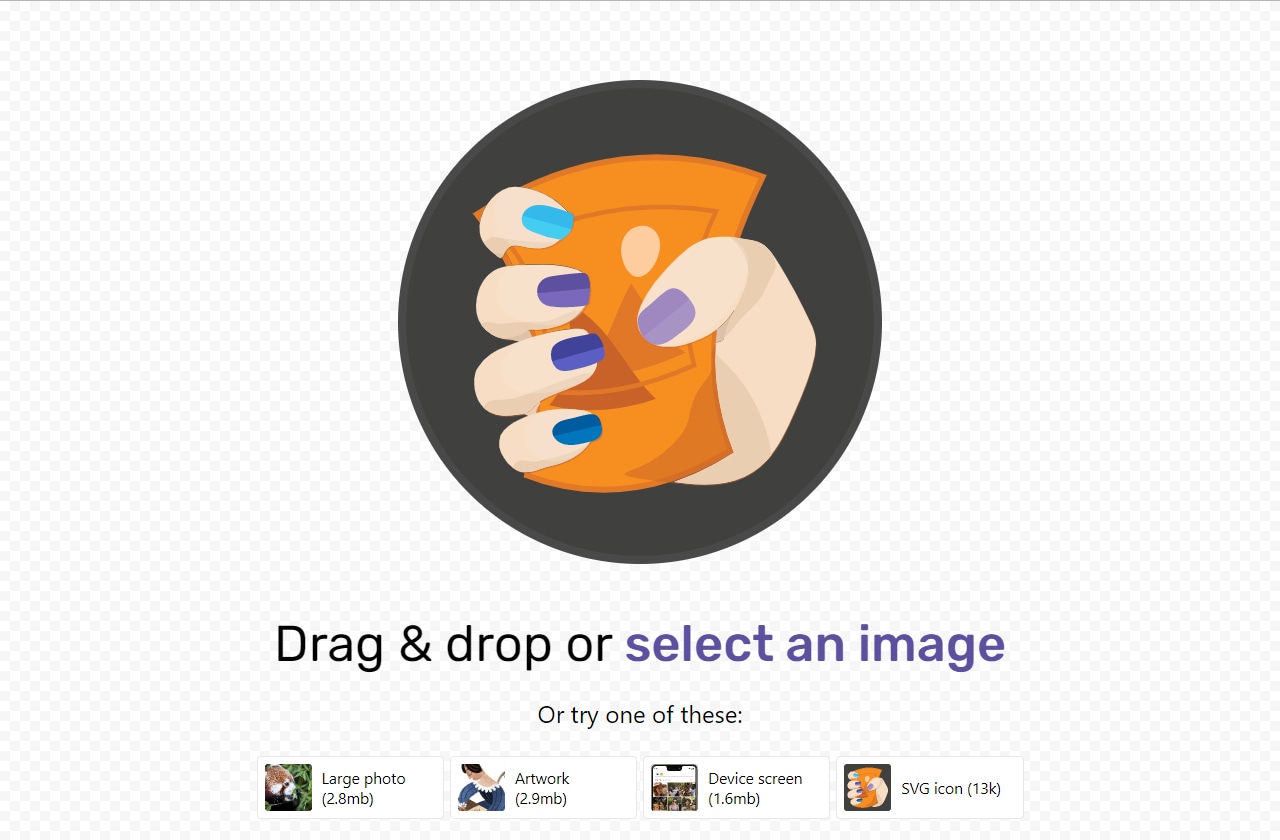 Drag & drop or select an image
Or try one of these:
Large photo
(2.8mb)
Artwork
(2.9mb)
Device screen
(1.6mb)
SVG icon (13k)